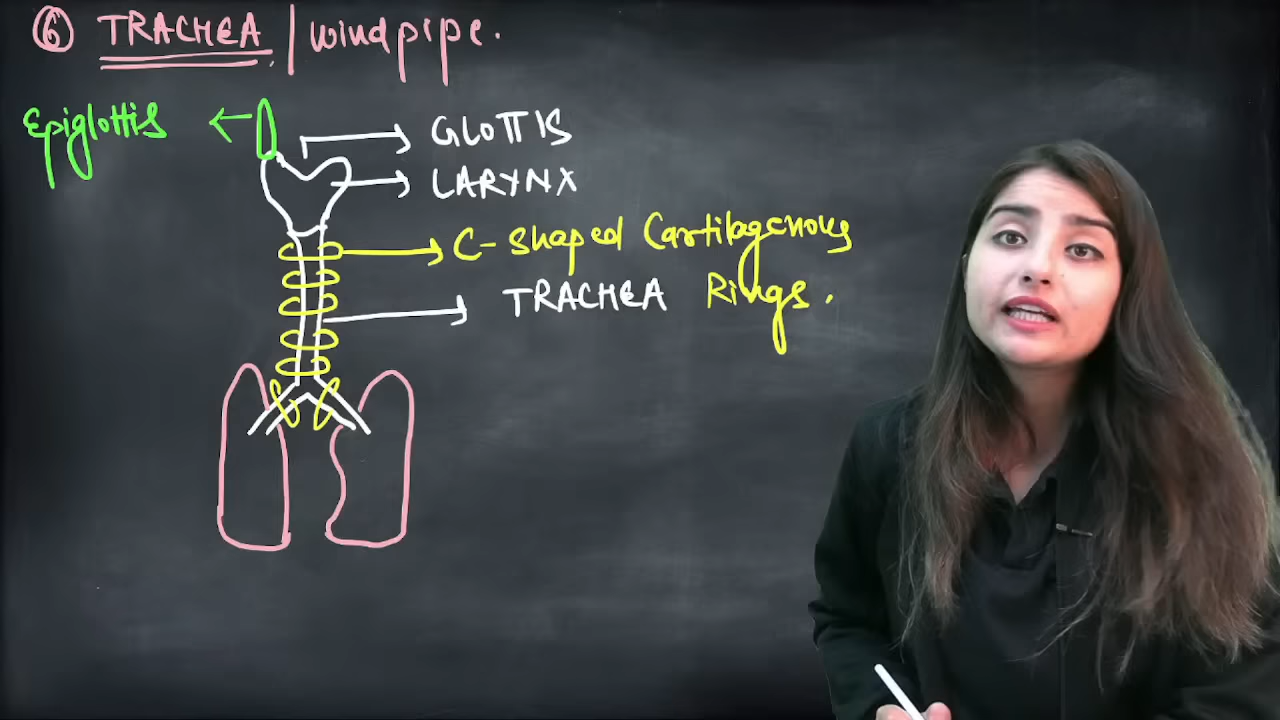 ⑥ TRACHEA / windpipe.
Epiglottis ← → GLOTTIS
→ LARYNX
→ C-shaped Cartilagenous
→ TRACHEA Rings.